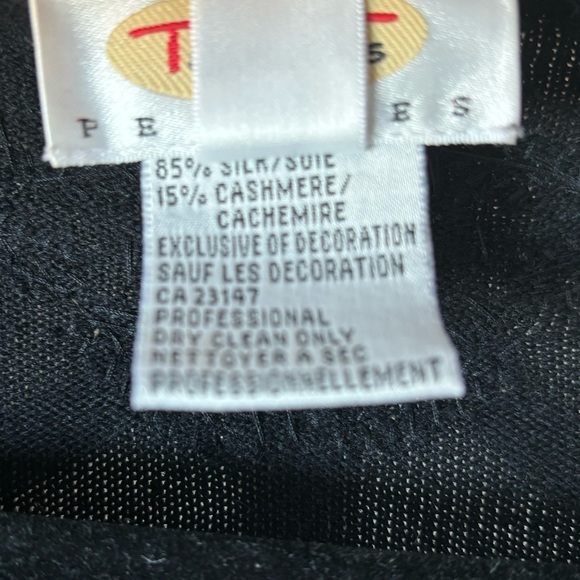 T
s
P E E S
85% SILK/SOIE
15% CASHMERE/
CACHEMIRE
EXCLUSIVE OF DECORATION
SAUF LES DECORATION
CA 23147
PROFESSIONAL
DRY CLEAN ONLY
NETTOYER A SEC
PROFESSIONNELLEMENT